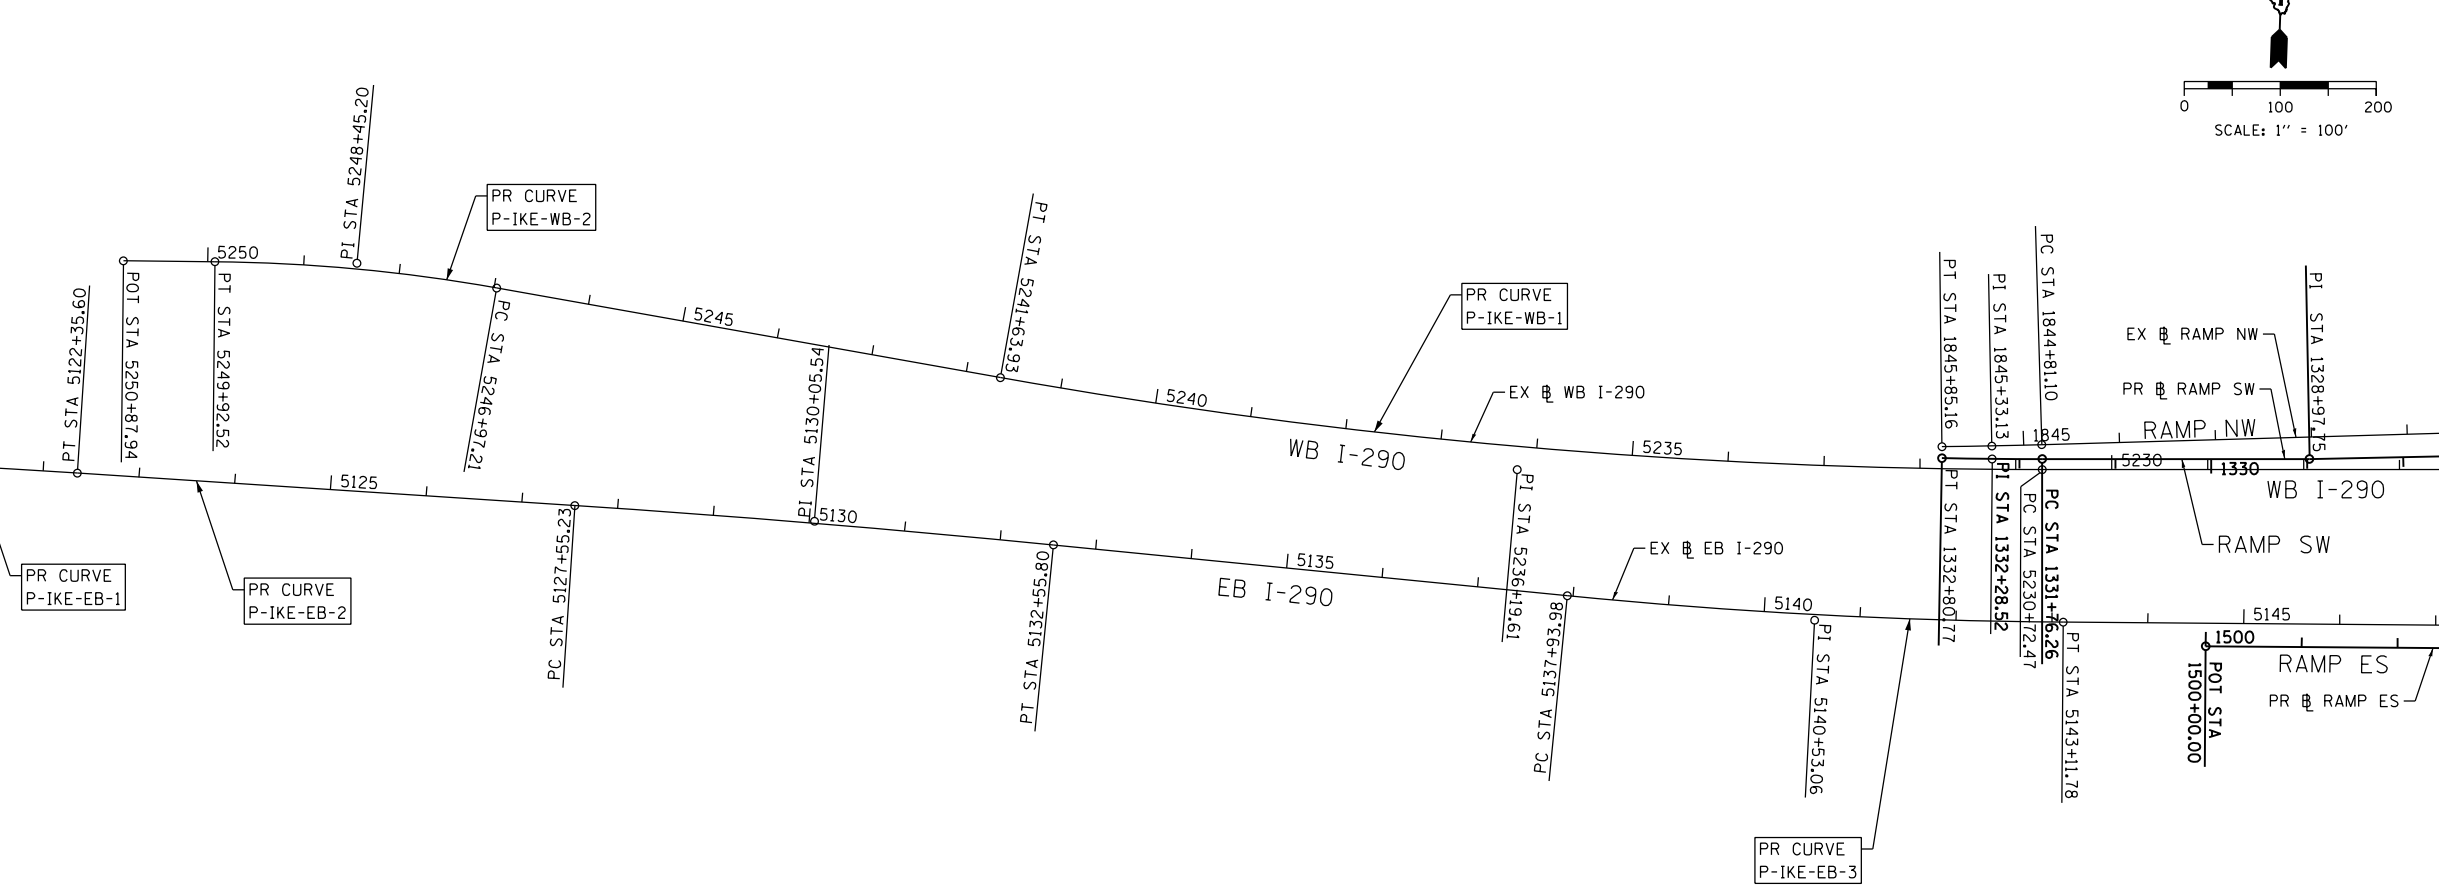 0 100 200
SCALE: 1'' = 100'
PI STA 5248+45.20
PR CURVE
P-IKE-WB-2
5250
POT STA 5250+87.94
PT STA 5249+92.52
PC STA 5246+97.21
PT STA 5122+35.60
5245
PT STA 5241+63.93
PI STA 5130+05.54
PR CURVE
P-IKE-WB-1
5240
EX BL WB I-290
WB I-290
5235
PT STA 1845+85.16
PI STA 1845+33.13
PC STA 1844+81.10
EX BL RAMP NW
PR BL RAMP SW
PI STA 1328+97.75
1845
RAMP NW
5230
1330
WB I-290
RAMP SW
PT STA 1332+80.77
PI STA 1332+28.52
PC STA 5230+72.47
PC STA 1331+76.26
5125
5130
5135
5140
5145
PR CURVE
P-IKE-EB-1
PR CURVE
P-IKE-EB-2
PC STA 5127+55.23
PT STA 5132+55.80
EB I-290
PI STA 5236+19.61
EX BL EB I-290
PC STA 5137+93.98
PI STA 5140+53.06
PT STA 5143+11.78
1500
POT STA
1500+00.00
RAMP ES
PR BL RAMP ES
PR CURVE
P-IKE-EB-3